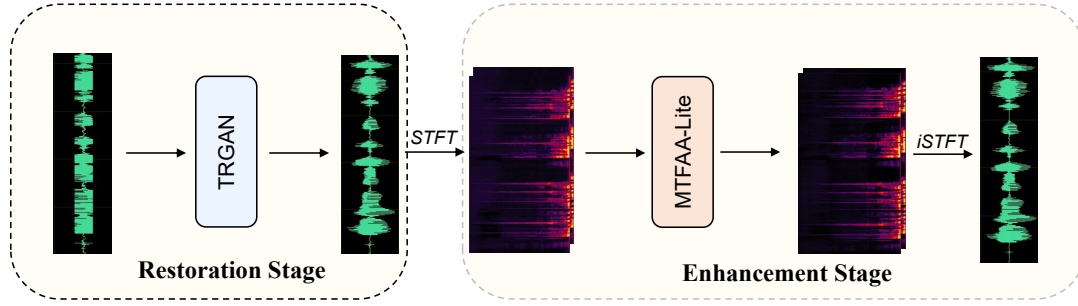 TRGAN
STFT
MTFAA-Lite
iSTFT
Restoration Stage
Enhancement Stage